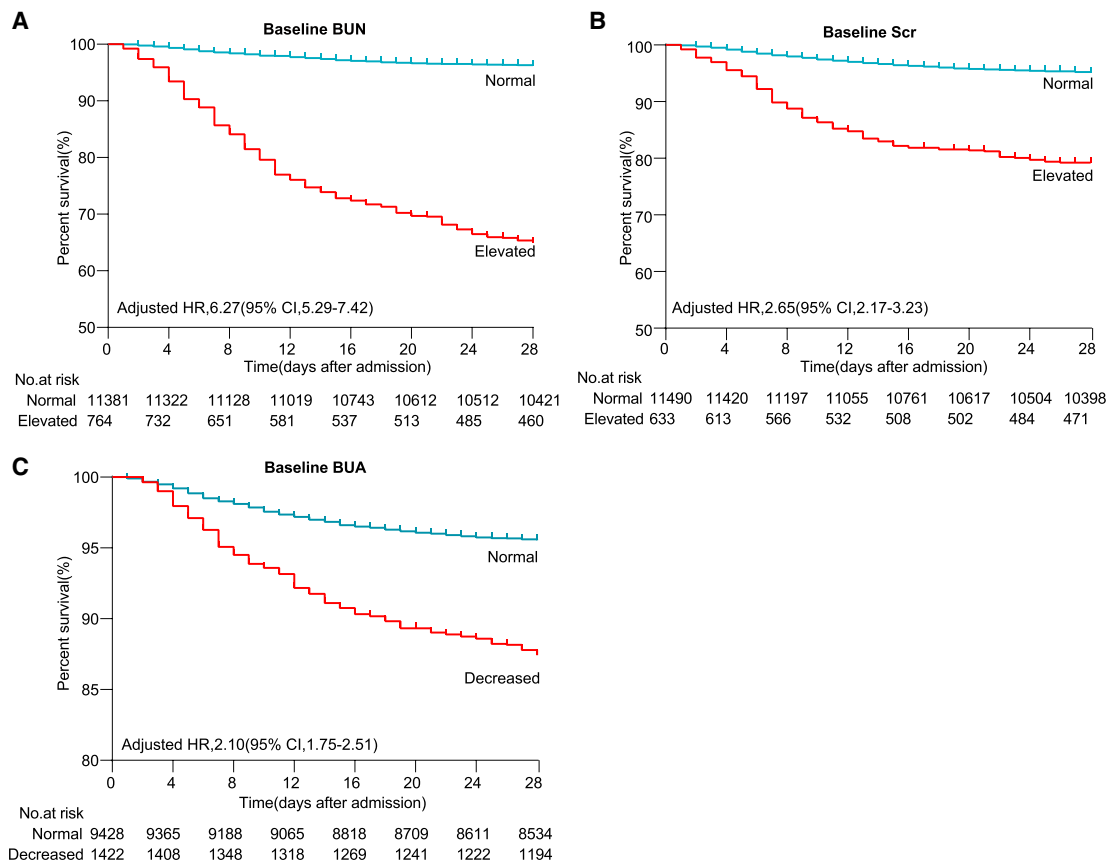 A
Baseline BUN
Percent survival(%)
100
90
80
70
60
50
Normal
Elevated
Adjusted HR,6.27(95% CI,5.29-7.42)
0 4 8 12 16 20 24 28
Time(days after admission)
No.at risk
Normal 11381 11322 11128 11019 10743 10612 10512 10421
Elevated 764 732 651 581 537 513 485 460
B
Baseline Scr
Percent survival(%)
100
90
80
70
60
50
Normal
Elevated
Adjusted HR,2.65(95% CI,2.17-3.23)
0 4 8 12 16 20 24 28
Time(days after admission)
No.at risk
Normal 11490 11420 11197 11055 10761 10617 10504 10398
Elevated 633 613 566 532 508 502 484 471
C
Baseline BUA
Percent survival(%)
100
95
90
85
80
Normal
Decreased
Adjusted HR,2.10(95% CI,1.75-2.51)
0 4 8 12 16 20 24 28
Time(days after admission)
No.at risk
Normal 9428 9365 9188 9065 8818 8709 8611 8534
Decreased 1422 1408 1348 1318 1269 1241 1222 1194